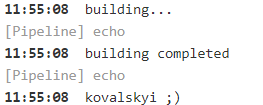 11:55:08 building...
[Pipeline] echo
11:55:08 building completed
[Pipeline] echo
11:55:08 kovalskyi ;)